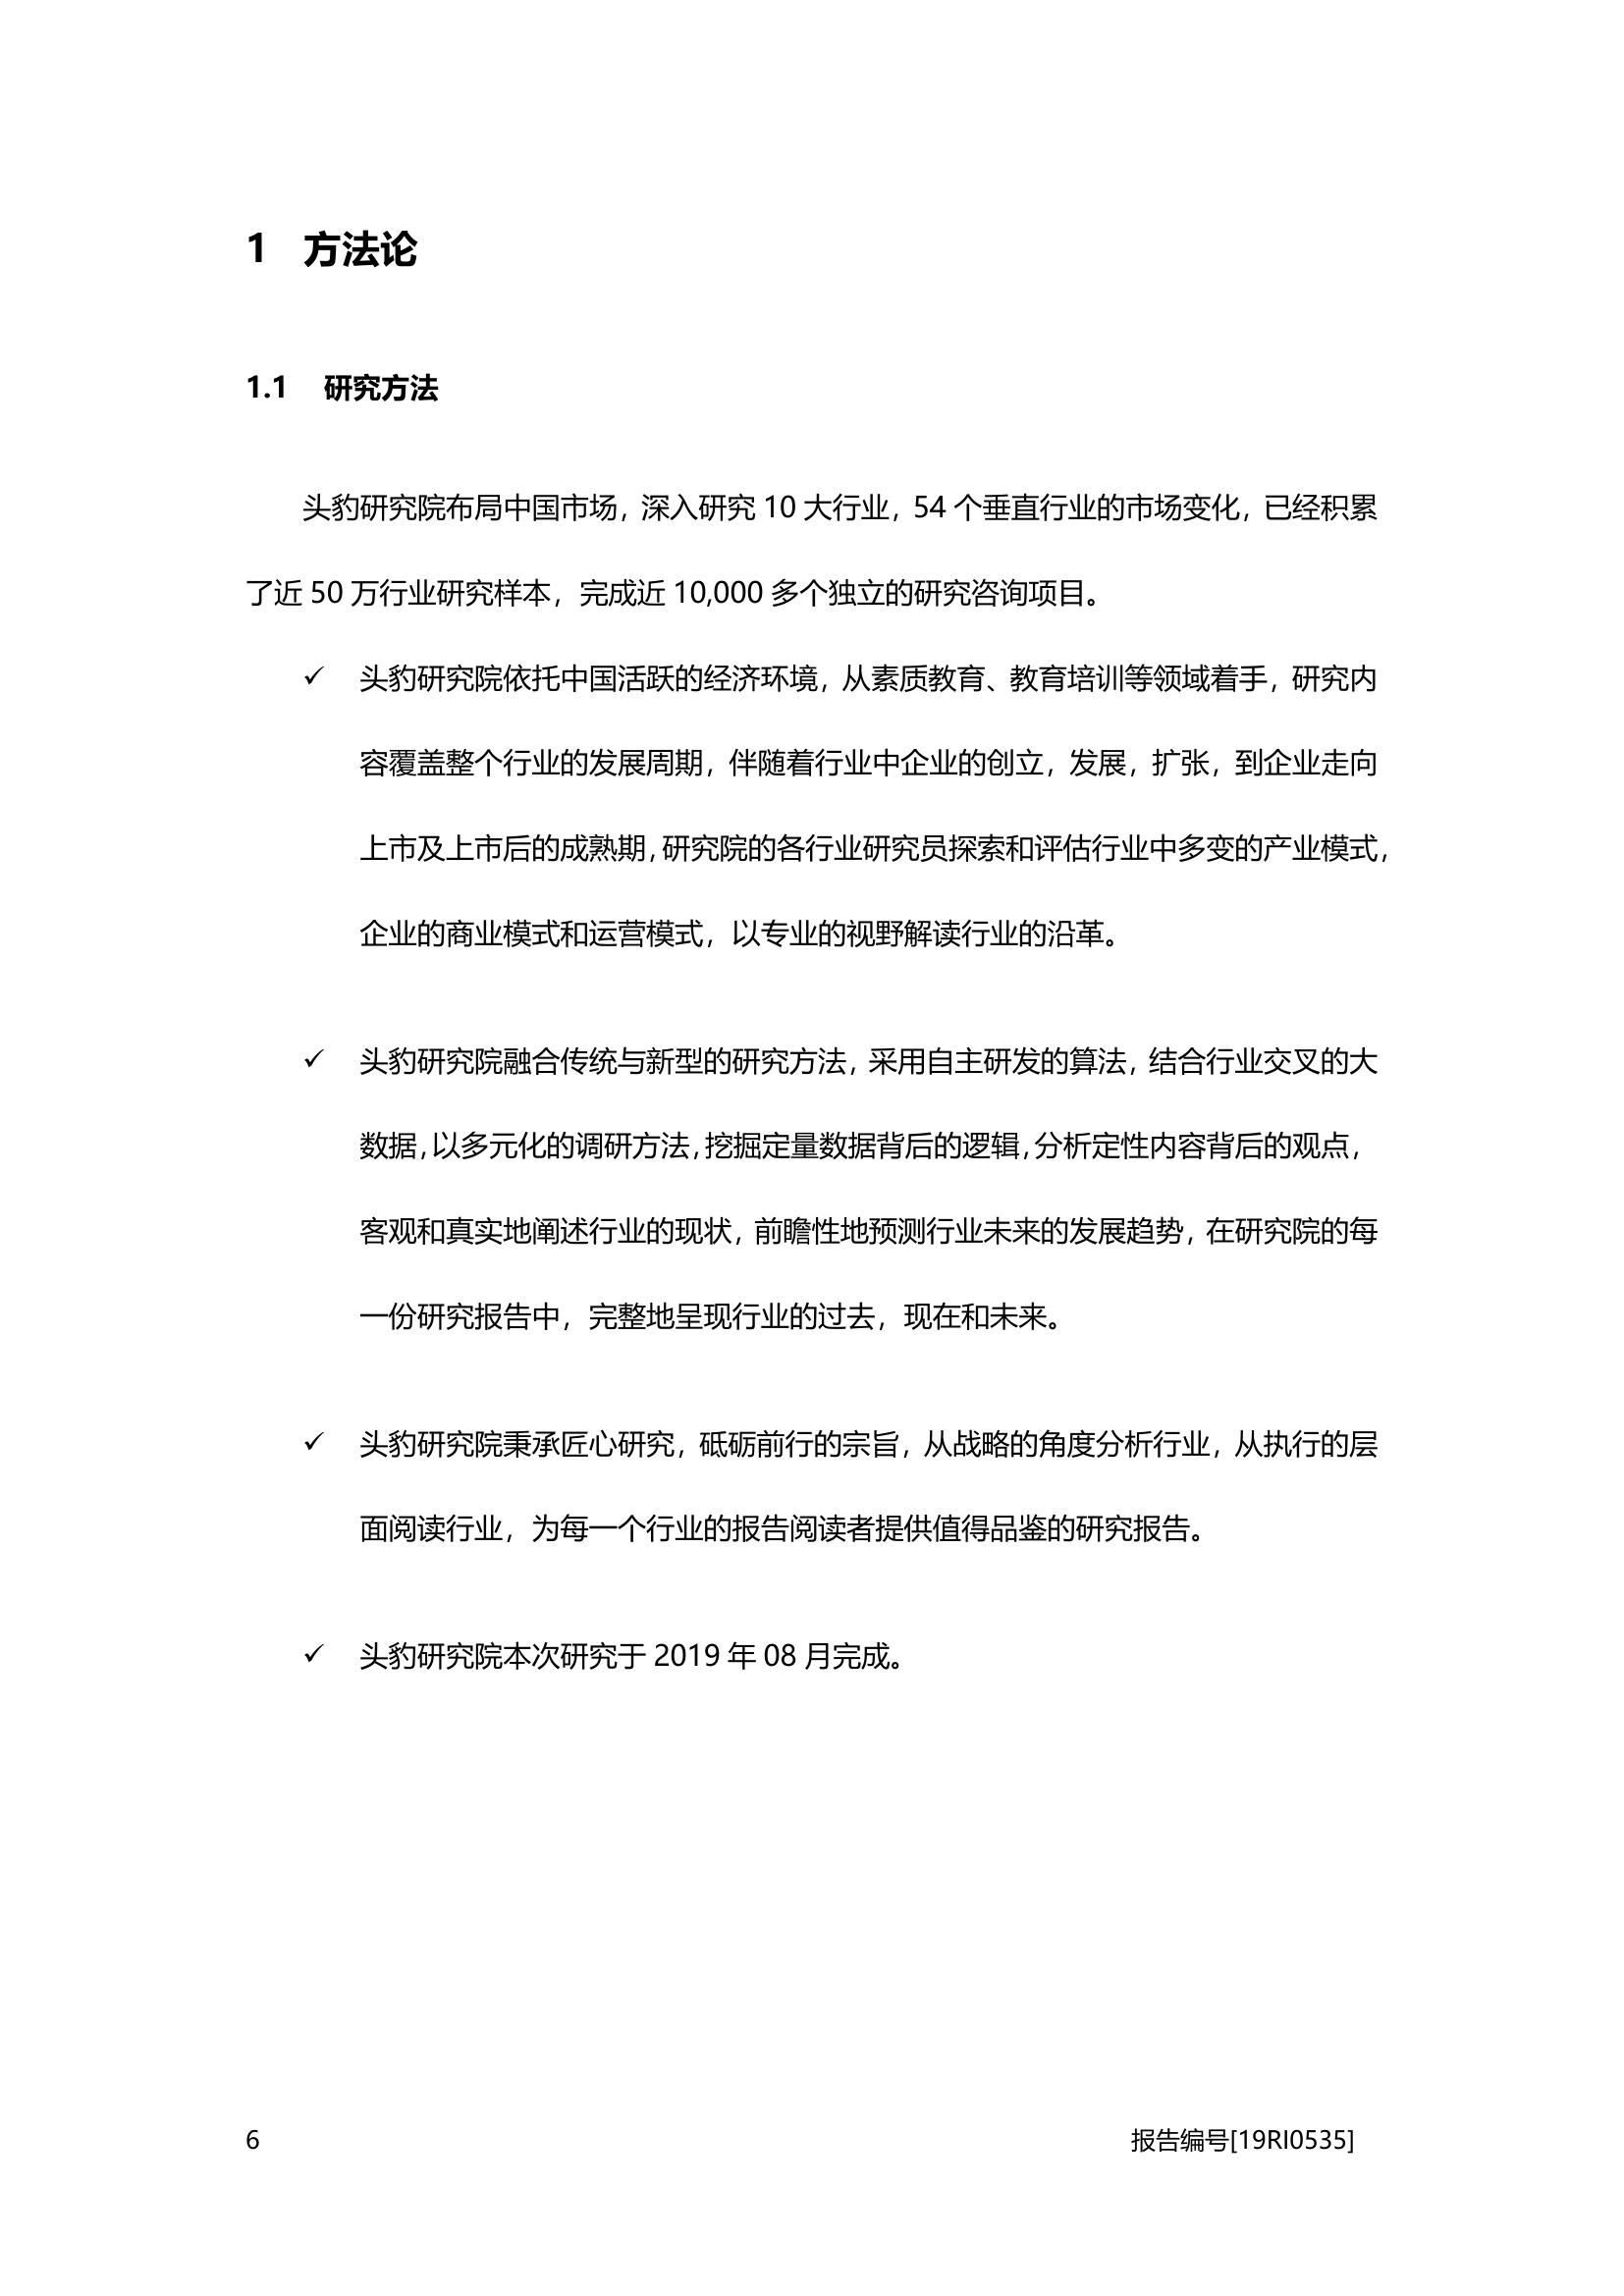 1 方法论
1.1 研究方法
头豹研究院布局中国市场，深入研究 10 大行业，54 个垂直行业的市场变化，已经积累
了近 50 万行业研究样本，完成近 10,000 多个独立的研究咨询项目。
✓ 头豹研究院依托中国活跃的经济环境，从素质教育、教育培训等领域着手，研究内
容覆盖整个行业的发展周期，伴随着行业中企业的创立，发展，扩张，到企业走向
上市及上市后的成熟期，研究院的各行业研究员探索和评估行业中多变的产业模式，
企业的商业模式和运营模式，以专业的视野解读行业的沿革。
✓ 头豹研究院融合传统与新型的研究方法，采用自主研发的算法，结合行业交叉的大
数据，以多元化的调研方法，挖掘定量数据背后的逻辑，分析定性内容背后的观点，
客观和真实地阐述行业的现状，前瞻性地预测行业未来的发展趋势，在研究院的每
一份研究报告中，完整地呈现行业的过去，现在和未来。
✓ 头豹研究院秉承匠心研究，砥砺前行的宗旨，从战略的角度分析行业，从执行的层
面阅读行业，为每一个行业的报告阅读者提供值得品鉴的研究报告。
✓ 头豹研究院本次研究于 2019 年 08 月完成。
6 报告编号[19RI0535]